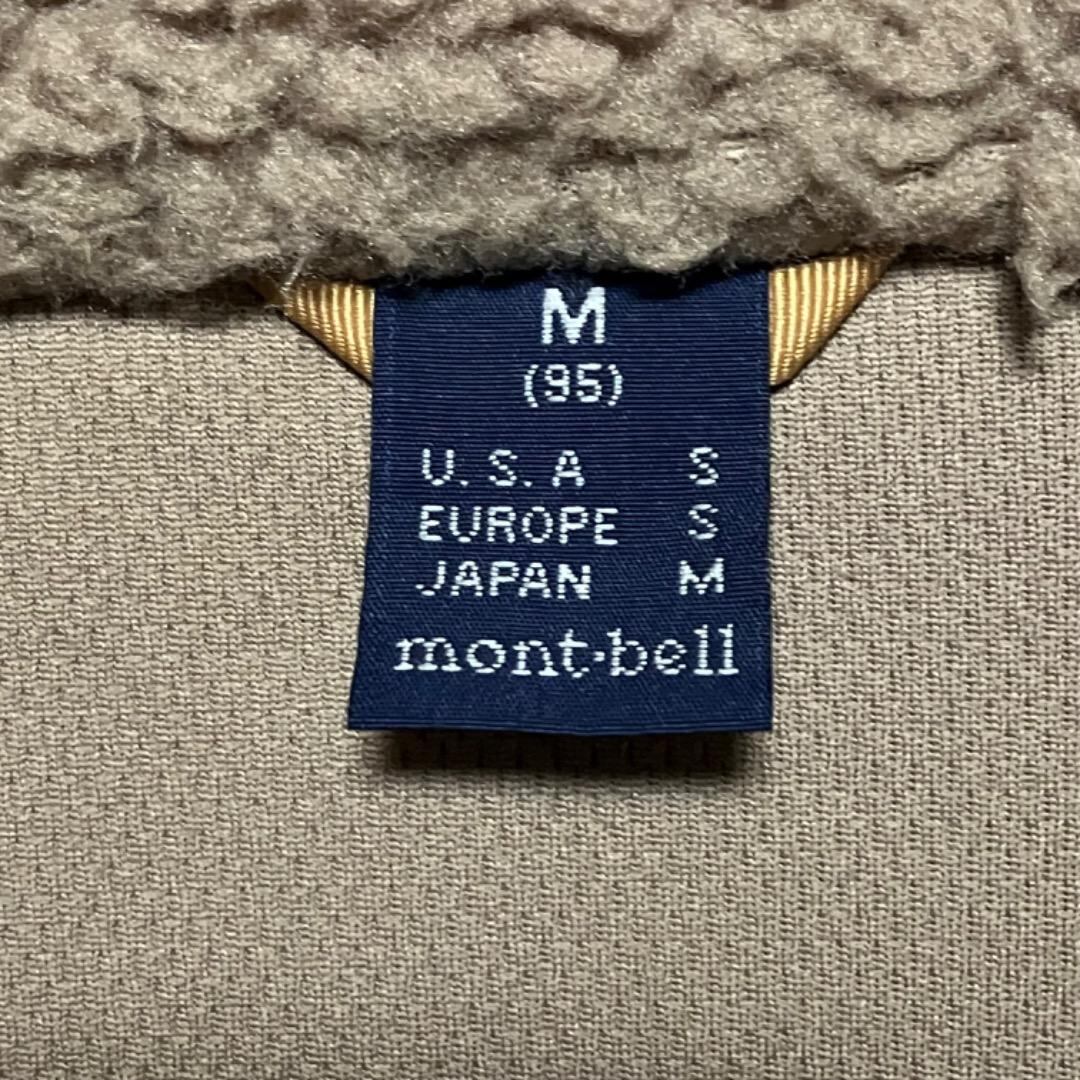 M
(95)
U.S.A S
EUROPE S
JAPAN M
mont·bell